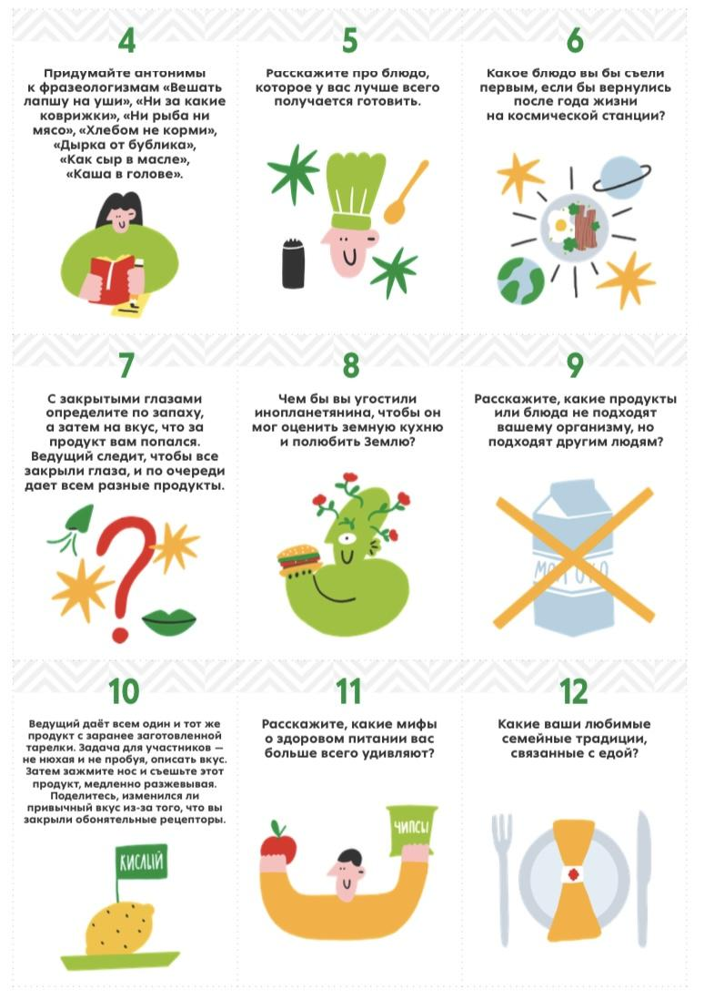 4
Придумайте антонимы
к фразеологизмам «Вешать
лапшу на уши», «Ни за какие
коврижки», «Ни рыба ни
мясо», «Хлебом не корми»,
«Дырка от бублика»,
«Как сыр в масле»,
«Каша в голове».
5
Расскажите про блюдо,
которое у вас лучше всего
получается готовить.
6
Какое блюдо вы бы съели
первым, если бы вернулись
после года жизни
на космической станции?
7
С закрытыми глазами
определите по запаху,
а затем на вкус, что за
продукт вам попался.
Ведущий следит, чтобы все
закрыли глаза, и по очереди
дает всем разные продукты.
8
Чем бы вы угостили
инопланетянина, чтобы он
мог оценить земную кухню
и полюбить Землю?
9
Расскажите, какие продукты
или блюда не подходят
вашему организму, но
подходят другим людям?
МОЛОКО
10
Ведущий даёт всем один и тот же
продукт с заранее заготовленной
тарелки. Задача для участников —
не нюхая и не пробуя, описать вкус.
Затем зажмите нос и съешьте этот
продукт, медленно разжевывая.
Поделитесь, изменился ли
привычный вкус из-за того, что вы
закрыли обонятельные рецепторы.
КИСЛЫЙ
11
Расскажите, какие мифы
о здоровом питании вас
больше всего удивляют?
ЧИПСЫ
12
Какие ваши любимые
семейные традиции,
связанные с едой?